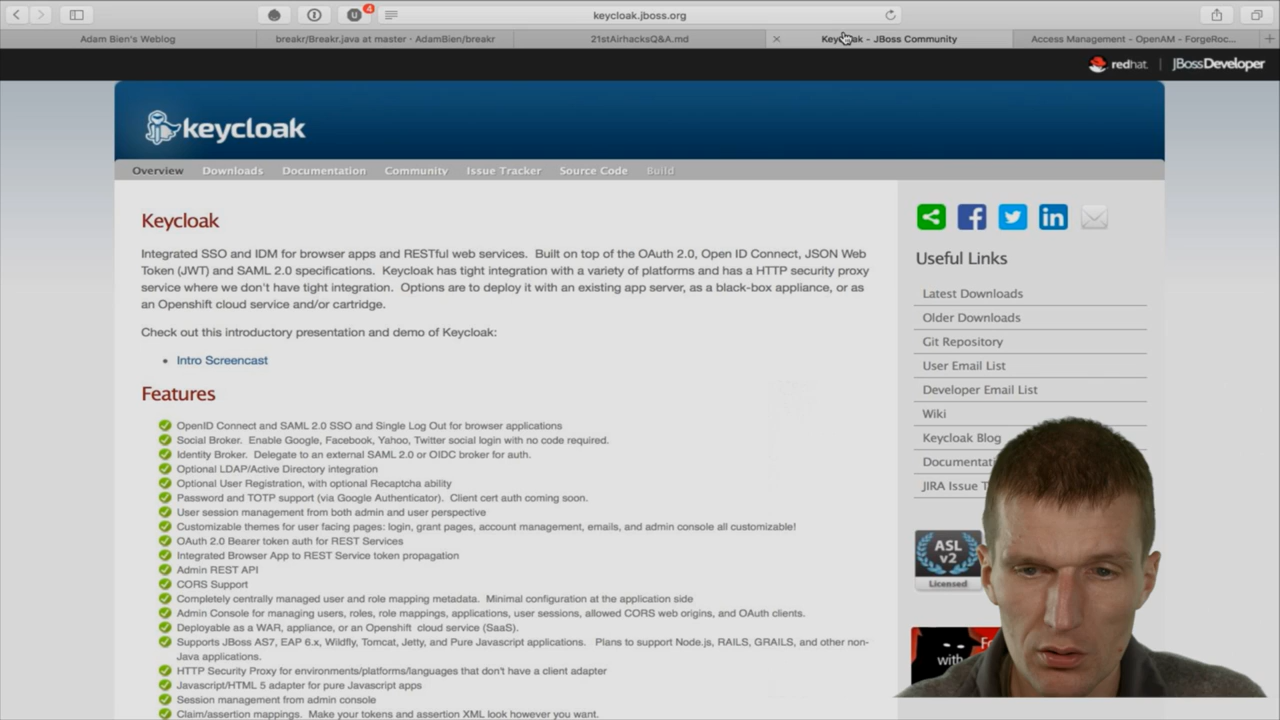 4
keycloak.jboss.org
Adam Bien's Weblog
breakr/Breakr.java at master · AdamBien/breakr
21stAirhacksQ&A.md
Keycloak - JBoss Community
Access Management - OpenAM - ForgeRoc...
redhat. | JBossDeveloper
keycloak
Overview Downloads Documentation Community Issue Tracker Source Code Build
Keycloak
Integrated SSO and IDM for browser apps and RESTful web services. Built on top of the OAuth 2.0, Open ID Connect, JSON Web
Token (JWT) and SAML 2.0 specifications. Keycloak has tight integration with a variety of platforms and has a HTTP security proxy
service where we don't have tight integration. Options are to deploy it with an existing app server, as a black-box appliance, or as
an Openshift cloud service and/or cartridge.
Check out this introductory presentation and demo of Keycloak:
• Intro Screencast
Features
OpenID Connect and SAML 2.0 SSO and Single Log Out for browser applications
Social Broker. Enable Google, Facebook, Yahoo, Twitter social login with no code required.
Identity Broker. Delegate to an external SAML 2.0 or OIDC broker for auth.
Optional LDAP/Active Directory integration
Optional User Registration, with optional Recaptcha ability
Password and TOTP support (via Google Authenticator). Client cert auth coming soon.
User session management from both admin and user perspective
Customizable themes for user facing pages: login, grant pages, account management, emails, and admin console all customizable!
OAuth 2.0 Bearer token auth for REST Services
Integrated Browser App to REST Service token propagation
Admin REST API
CORS Support
Completely centrally managed user and role mapping metadata. Minimal configuration at the application side
Admin Console for managing users, roles, role mappings, applications, user sessions, allowed CORS web origins, and OAuth clients.
Deployable as a WAR, appliance, or an Openshift cloud service (SaaS).
Supports JBoss AS7, EAP 6.x, Wildfly, Tomcat, Jetty, and Pure Javascript applications. Plans to support Node.js, RAILS, GRAILS, and other non-
Java applications.
HTTP Security Proxy for environments/platforms/languages that don't have a client adapter
Javascript/HTML 5 adapter for pure Javascript apps
Session management from admin console
Claim/assertion mappings. Make your tokens and assertion XML look however you want.
Useful Links
Latest Downloads
Older Downloads
Git Repository
User Email List
Developer Email List
Wiki
Keycloak Blog
Documentati
JIRA Issue T
ASL
v2
Licensed
with